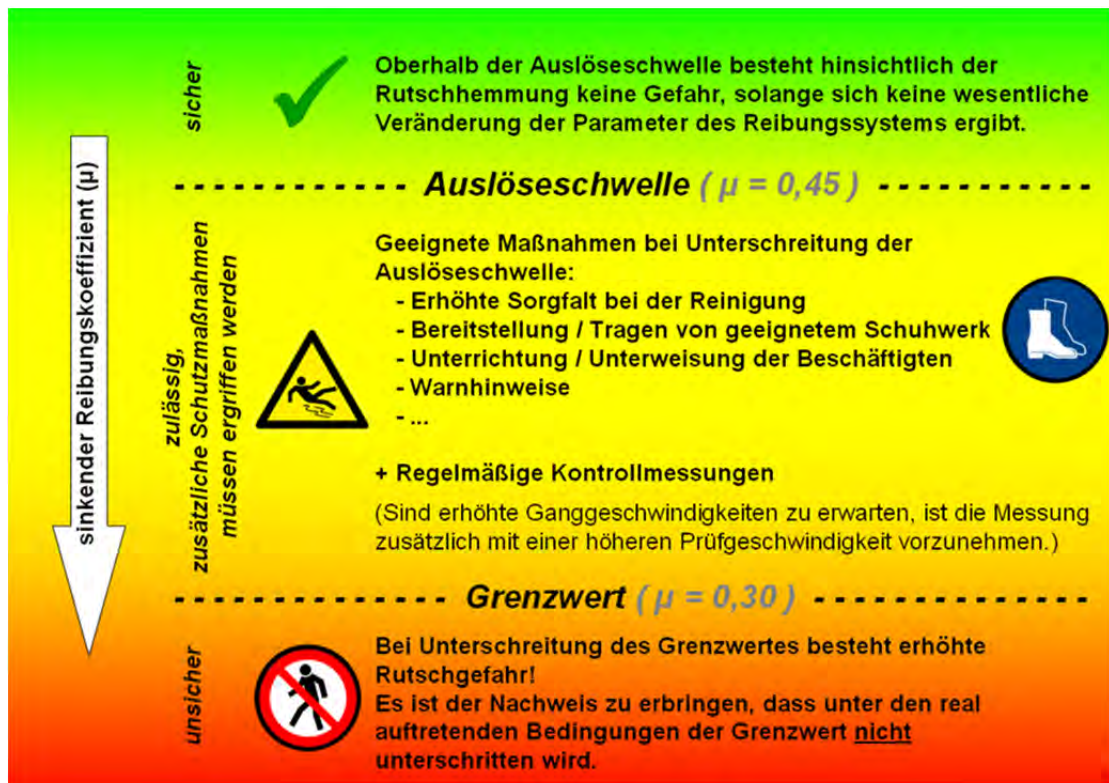 sicher
Oberhalb der Auslöseschwelle besteht hinsichtlich der
Rutschhemmung keine Gefahr, solange sich keine wesentliche
Veränderung der Parameter des Reibungssystems ergibt.
Auslöseschwelle ( µ = 0,45 )
sinkender Reibungskoeffizient (µ)
zulässig,
zusätzliche Schutzmaßnahmen
müssen ergriffen werden
Geeignete Maßnahmen bei Unterschreitung der
Auslöseschwelle:
- Erhöhte Sorgfalt bei der Reinigung
- Bereitstellung / Tragen von geeignetem Schuhwerk
- Unterrichtung / Unterweisung der Beschäftigten
- Warnhinweise
- ...
+ Regelmäßige Kontrollmessungen
(Sind erhöhte Ganggeschwindigkeiten zu erwarten, ist die Messung
zusätzlich mit einer höheren Prüfgeschwindigkeit vorzunehmen.)
Grenzwert ( µ = 0,30 )
unsicher
Bei Unterschreitung des Grenzwertes besteht erhöhte
Rutschgefahr!
Es ist der Nachweis zu erbringen, dass unter den real
auftretenden Bedingungen der Grenzwert nicht
unterschritten wird.